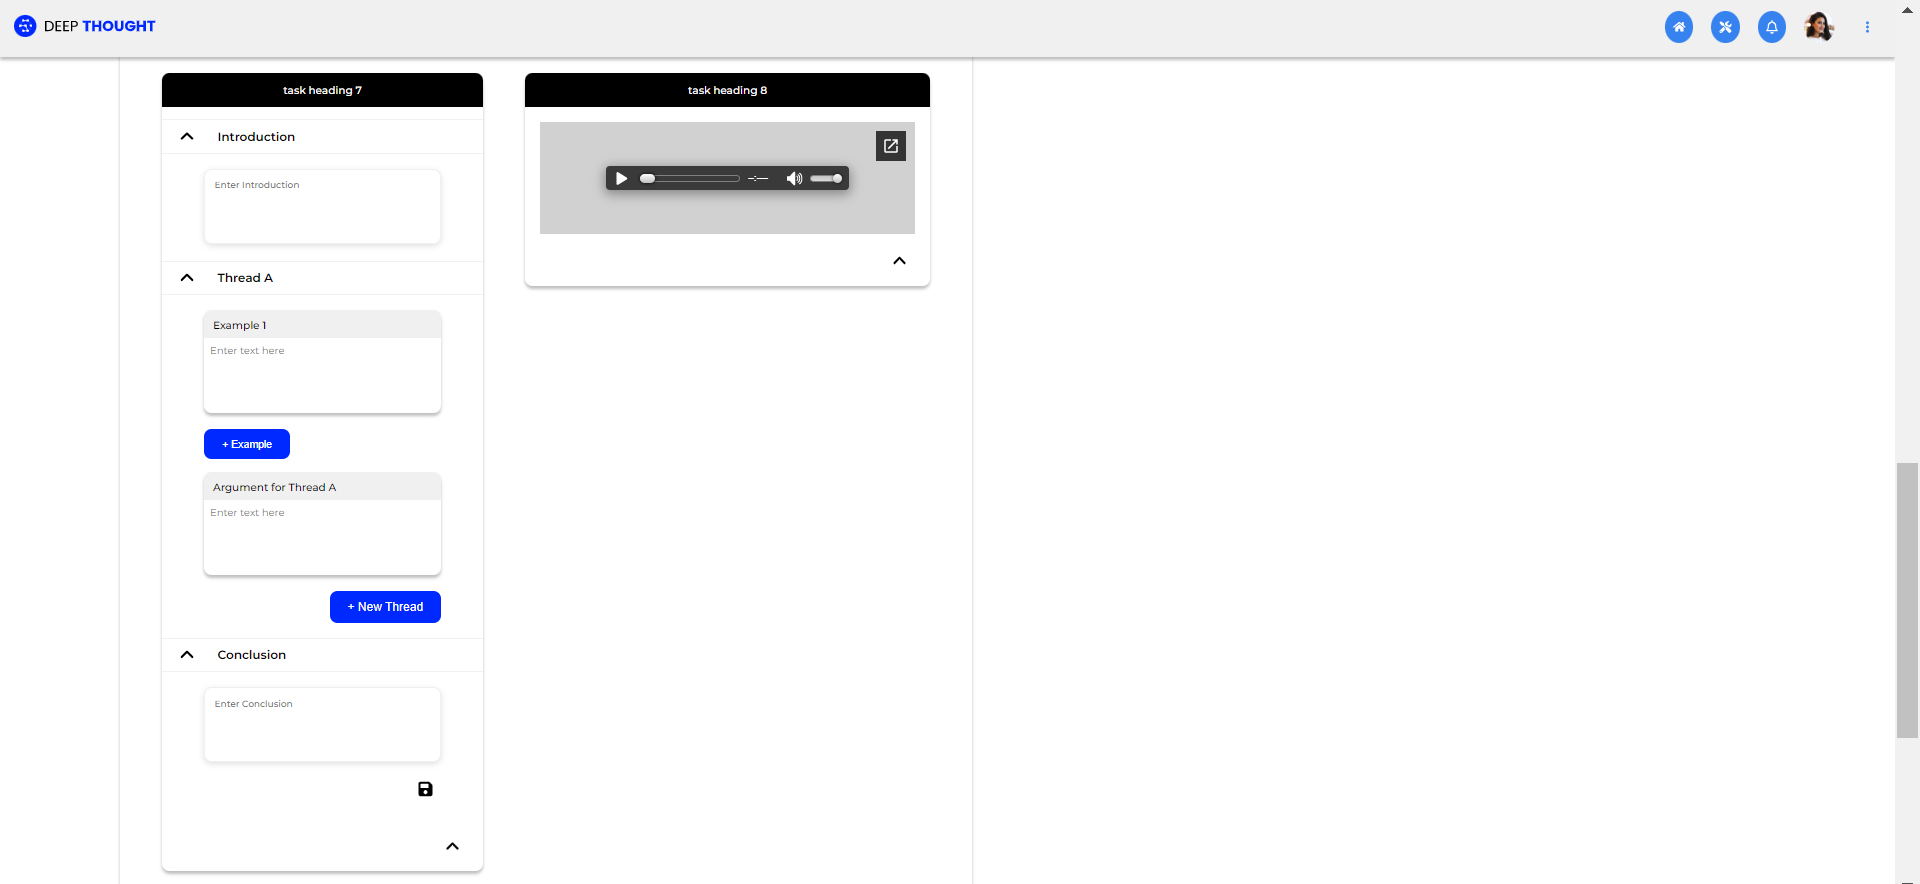 DEEP THOUGHT
task heading 7
Introduction
Enter Introduction
Thread A
Example 1
Enter text here
+ Example
Argument for Thread A
Enter text here
+ New Thread
Conclusion
Enter Conclusion
task heading 8
--:--